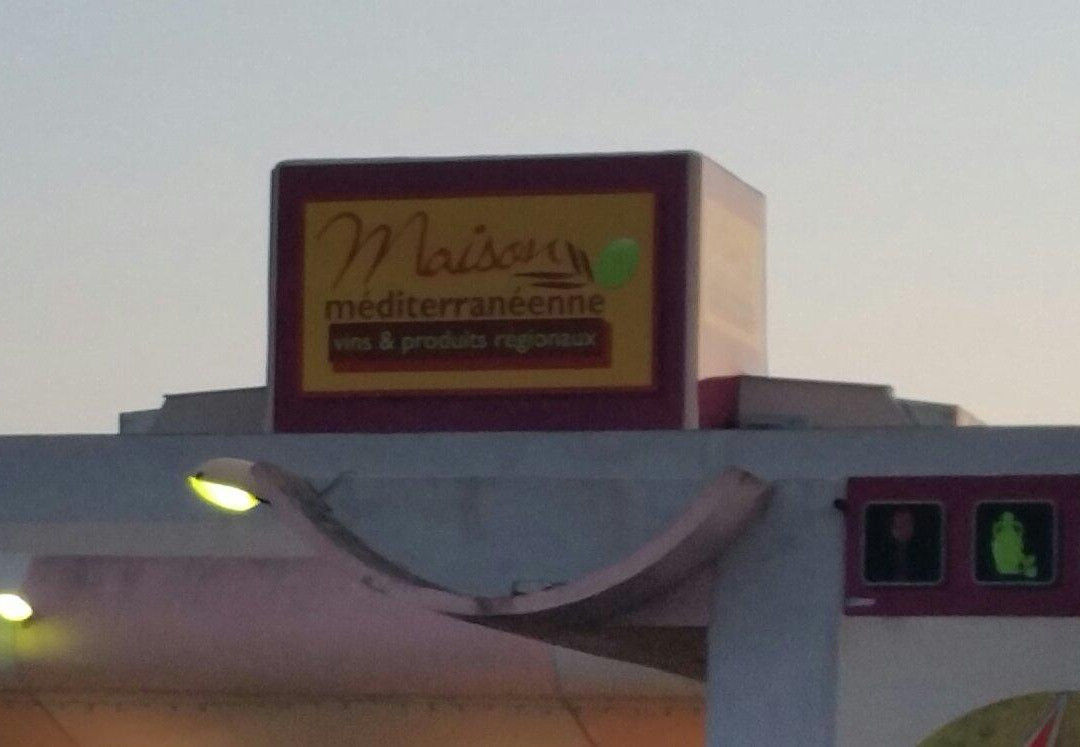 Maison
méditerranéenne
vins & produits régionaux